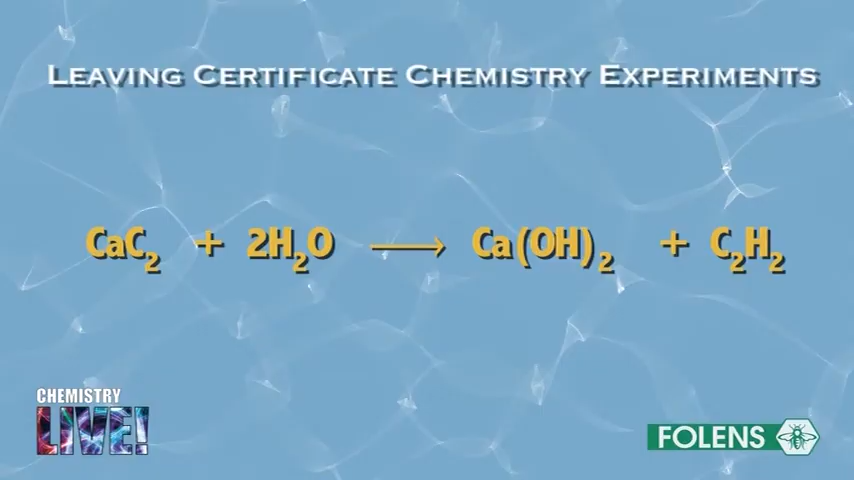 LEAVING CERTIFICATE CHEMISTRY EXPERIMENTS
CaC₂ + 2H₂O ⟶ Ca(OH)₂ + C₂H₂
CHEMISTRY
LIVE!
FOLENS